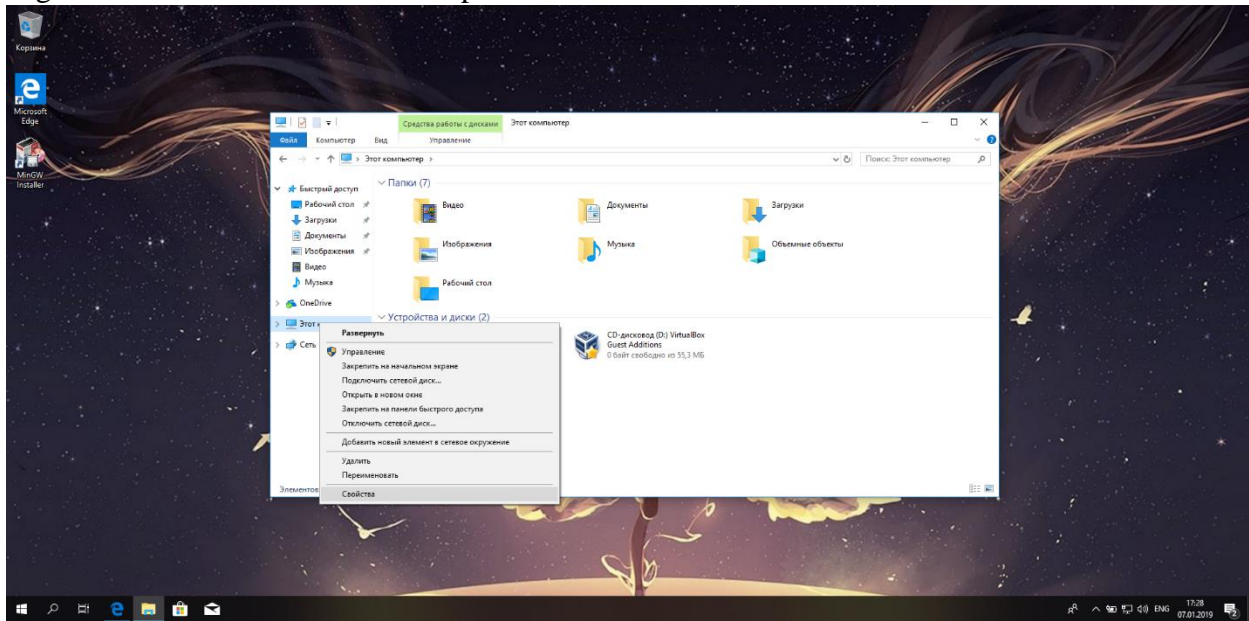 Корзина
Microsoft
Edge
MinGW
Installer
Средства работы с дисками
Этот компьютер
Файл
Компьютер
Вид
Управление
Этот компьютер
Поиск: Этот компьютер
Быстрый доступ
Рабочий стол
Загрузки
Документы
Изображения
Видео
Музыка
OneDrive
Сеть
Папки (7)
Видео
Документы
Загрузки
Изображения
Музыка
Объемные объекты
Рабочий стол
Устройства и диски (2)
CD-дисковод (D:) VirtualBox
Guest Additions
0 байт свободно из 55,3 МБ
Развернуть
Управление
Закрепить на начальном экране
Подключить сетевой диск...
Открыть в новом окне
Закрепить на панели быстрого доступа
Отключить сетевой диск...
Добавить новый элемент в сетевое окружение
Удалить
Переименовать
Свойства
ENG
17:28
07.01.2019
2